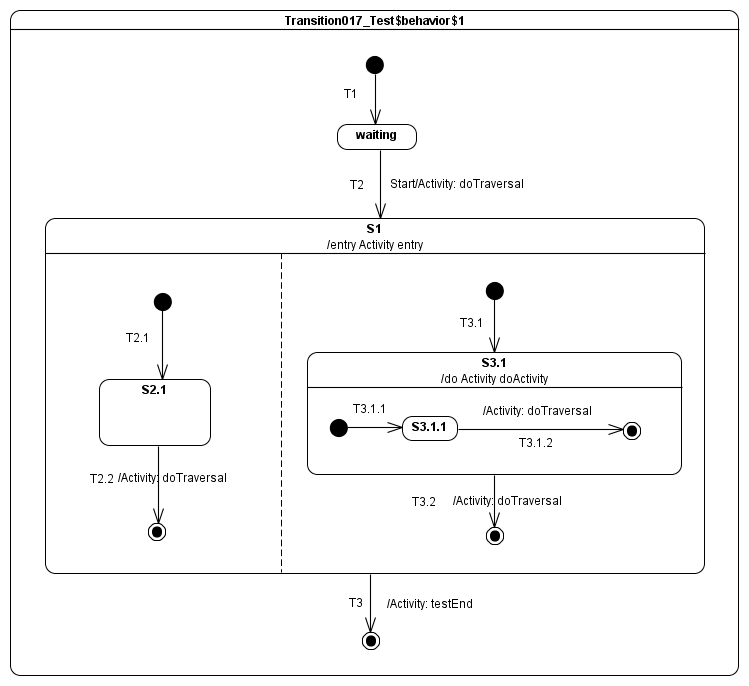 Transition017_Test$behavior$1
T1
waiting
T2 Start/Activity: doTraversal
S1
/entry Activity entry
T2.1
S2.1
T2.2 /Activity: doTraversal
T3.1
S3.1
/do Activity doActivity
T3.1.1
S3.1.1
/Activity: doTraversal
T3.1.2
T3.2 /Activity: doTraversal
T3 /Activity: testEnd